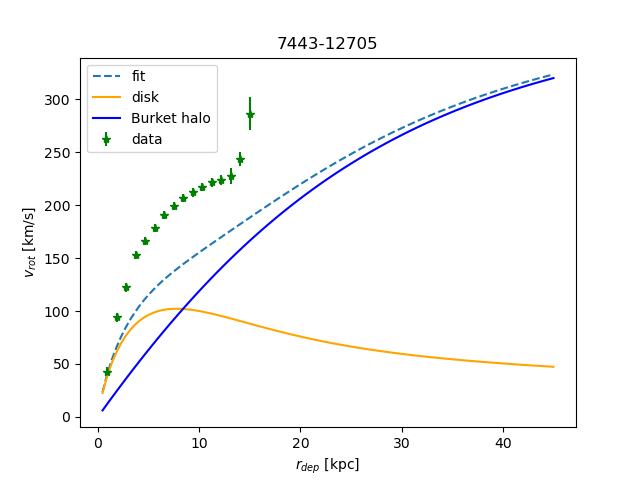 7443-12705
fit
disk
Burket halo
data
300
250
200
150
100
50
0
v_rot [km/s]
0 10 20 30 40
r_dep [kpc]